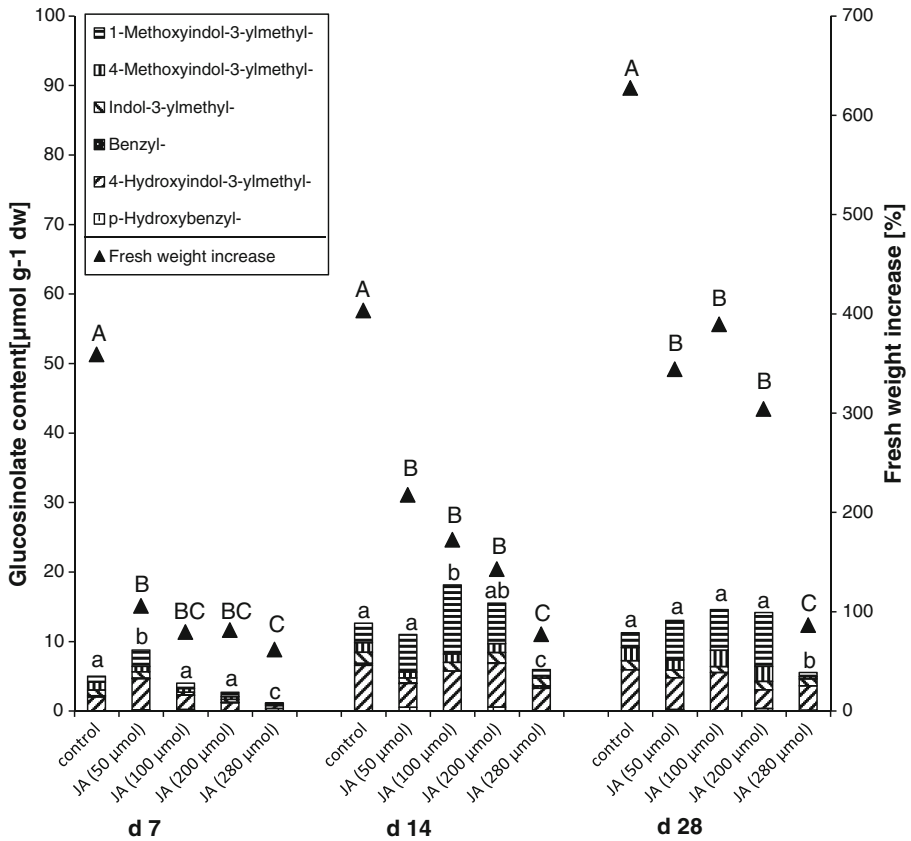 1-Methoxyindol-3-ylmethyl-
4-Methoxyindol-3-ylmethyl-
Indol-3-ylmethyl-
Benzyl-
4-Hydroxyindol-3-ylmethyl-
p-Hydroxybenzyl-
Fresh weight increase
Glucosinolate content[µmol g-1 dw]
100
90
80
70
60
50
40
30
20
10
0
Fresh weight increase [%]
700
600
500
400
300
200
100
0
A
B
BC
BC
C
a
b
a
a
c
A
B
B
B
C
a
a
b
ab
c
A
B
B
B
C
a
a
a
a
b
control
JA (50 µmol)
JA (100 µmol)
JA (200 µmol)
JA (280 µmol)
control
JA (50 µmol)
JA (100 µmol)
JA (200 µmol)
JA (280 µmol)
control
JA (50 µmol)
JA (100 µmol)
JA (200 µmol)
JA (280 µmol)
d 7
d 14
d 28